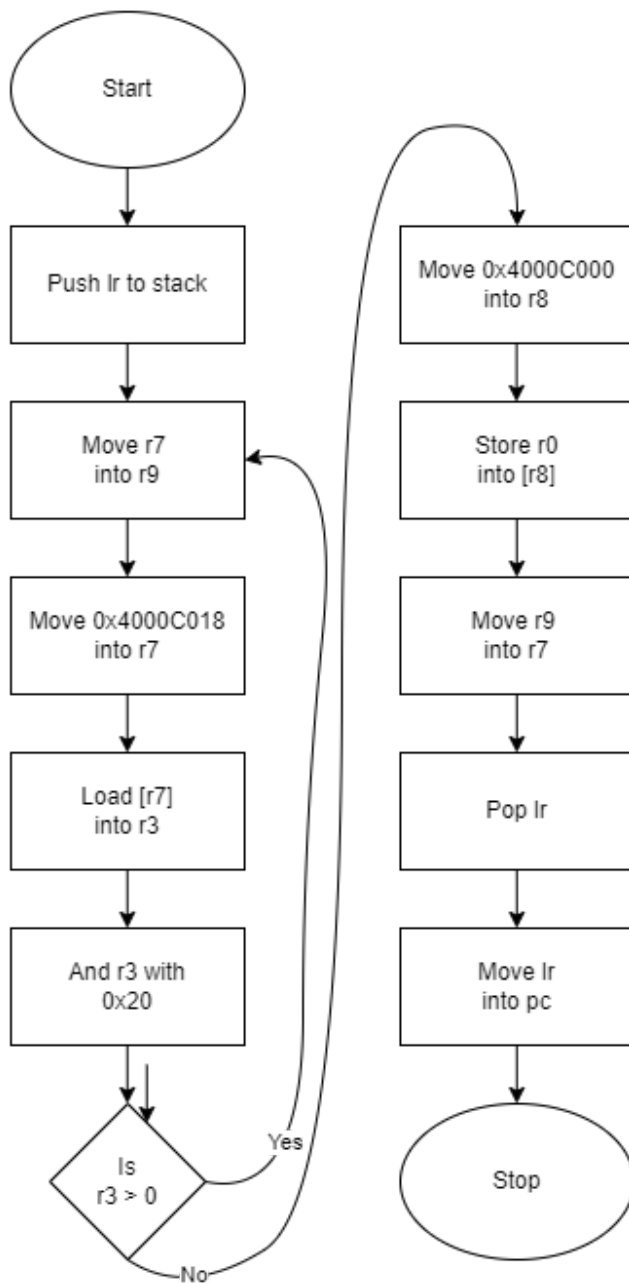 Start
Push lr to stack
Move r7
into r9
Move 0x4000C018
into r7
Load [r7]
into r3
And r3 with
0x20
Is
r3 > 0
Yes
No
Move 0x4000C000
into r8
Store r0
into [r8]
Move r9
into r7
Pop lr
Move lr
into pc
Stop